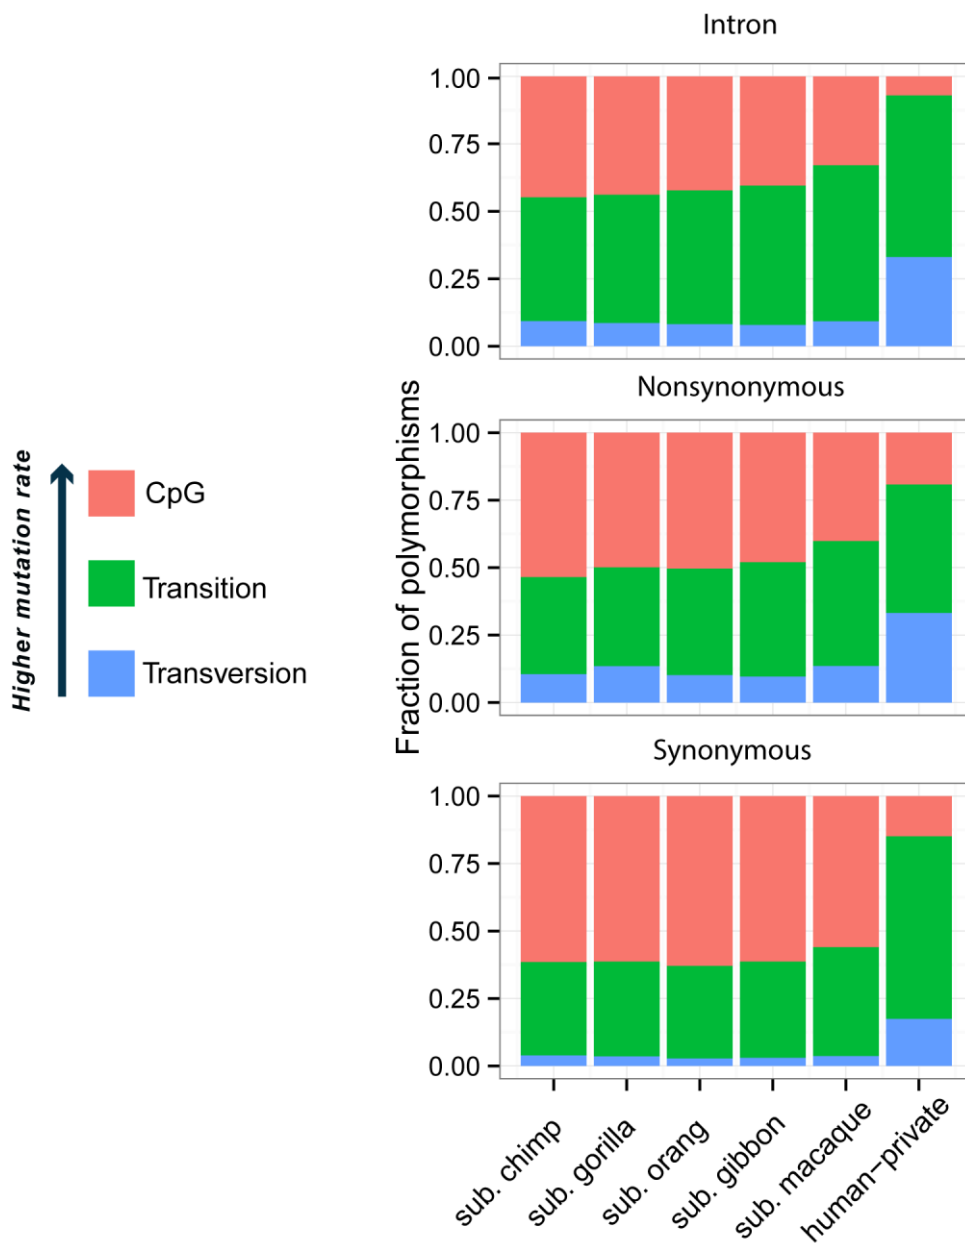 Intron
1.00
0.75
0.50
0.25
0.00
Nonsynonymous
1.00
0.75
0.50
0.25
0.00
Synonymous
1.00
0.75
0.50
0.25
0.00
Fraction of polymorphisms
Higher mutation rate
CpG
Transition
Transversion
sub. chimp
sub. gorilla
sub. orang
sub. gibbon
sub. macaque
human-private